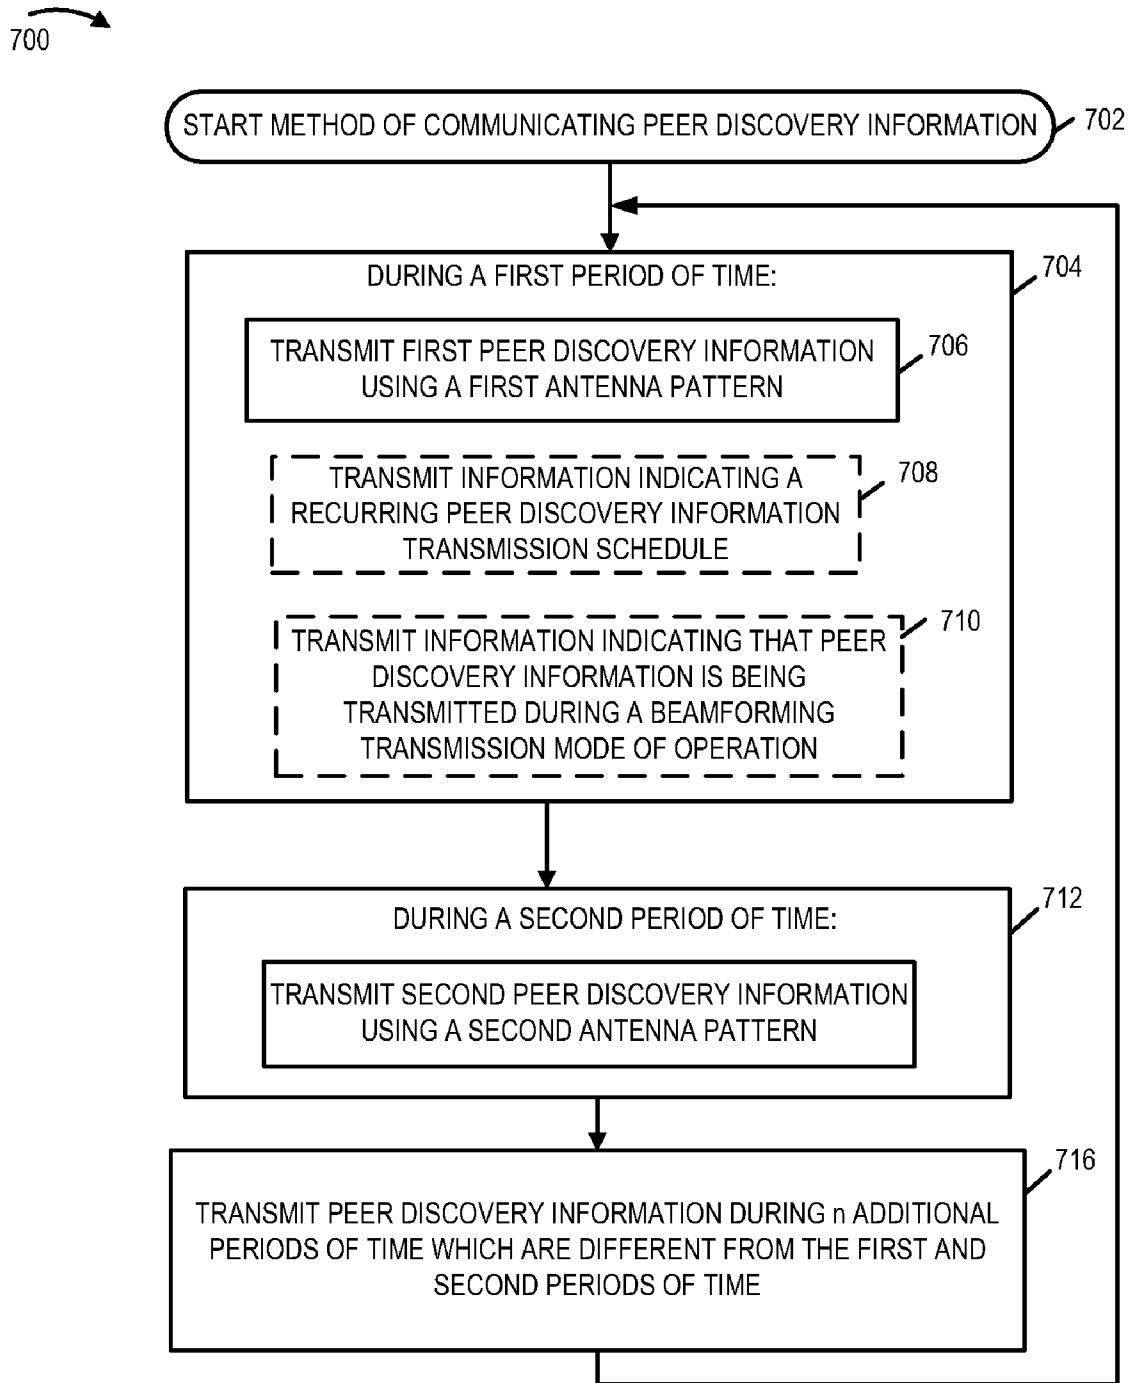 700
START METHOD OF COMMUNICATING PEER DISCOVERY INFORMATION
702
DURING A FIRST PERIOD OF TIME:
704
TRANSMIT FIRST PEER DISCOVERY INFORMATION
USING A FIRST ANTENNA PATTERN
706
TRANSMIT INFORMATION INDICATING A
RECURRING PEER DISCOVERY INFORMATION
TRANSMISSION SCHEDULE
708
TRANSMIT INFORMATION INDICATING THAT PEER
DISCOVERY INFORMATION IS BEING
TRANSMITTED DURING A BEAMFORMING
TRANSMISSION MODE OF OPERATION
710
DURING A SECOND PERIOD OF TIME:
712
TRANSMIT SECOND PEER DISCOVERY INFORMATION
USING A SECOND ANTENNA PATTERN
TRANSMIT PEER DISCOVERY INFORMATION DURING n ADDITIONAL
PERIODS OF TIME WHICH ARE DIFFERENT FROM THE FIRST AND
SECOND PERIODS OF TIME
716